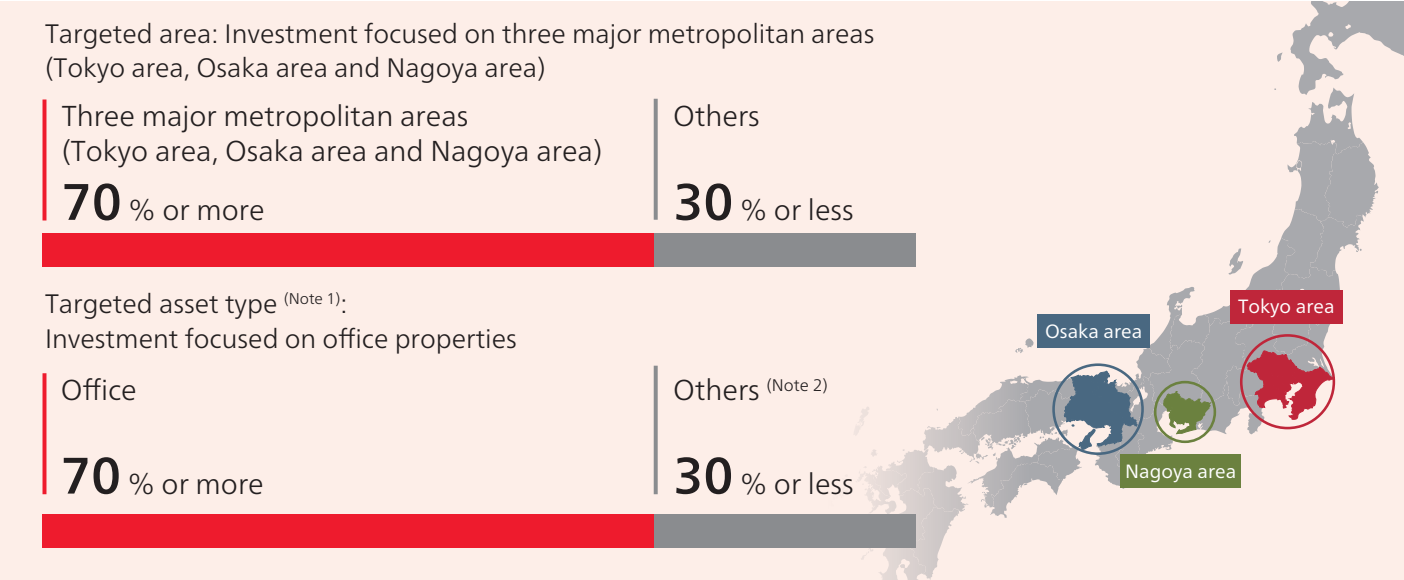 Targeted area: Investment focused on three major metropolitan areas
(Tokyo area, Osaka area and Nagoya area)
Three major metropolitan areas
(Tokyo area, Osaka area and Nagoya area)
70 % or more
Others
30 % or less
Targeted asset type (Note 1):
Investment focused on office properties
Office
70 % or more
Others (Note 2)
30 % or less
Tokyo area
Osaka area
Nagoya area